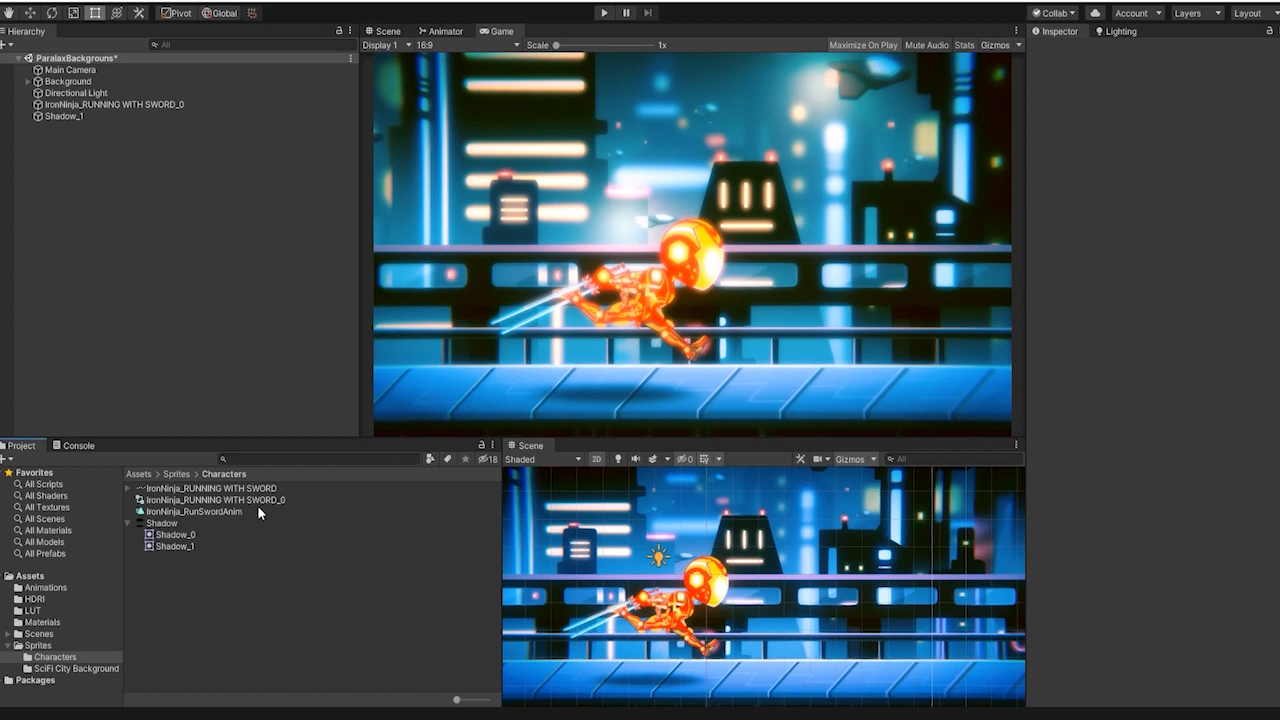 Pivot Global Collab Account Layers Layout
Hierarchy Scene Animator Game Inspector Lighting
All Display 1 16:9 Scale 1x Maximize On Play Mute Audio Stats Gizmos
ParalaxBackgrouns*
Main Camera
Background
Directional Light
IronNinja_RUNNING WITH SWORD_0
Shadow_1
Project Console Scene
18 Shaded 2D 0 Gizmos All
Favorites
All Scripts
All Shaders
All Textures
All Scenes
All Materials
All Models
All Prefabs
Assets
Animations
HDRI
LUT
Materials
Scenes
Sprites
Characters
SciFi City Background
Packages
Assets > Sprites > Characters
IronNinja_RUNNING WITH SWORD
IronNinja_RUNNING WITH SWORD_0
IronNinja_RunSwordAnim
Shadow
Shadow_0
Shadow_1